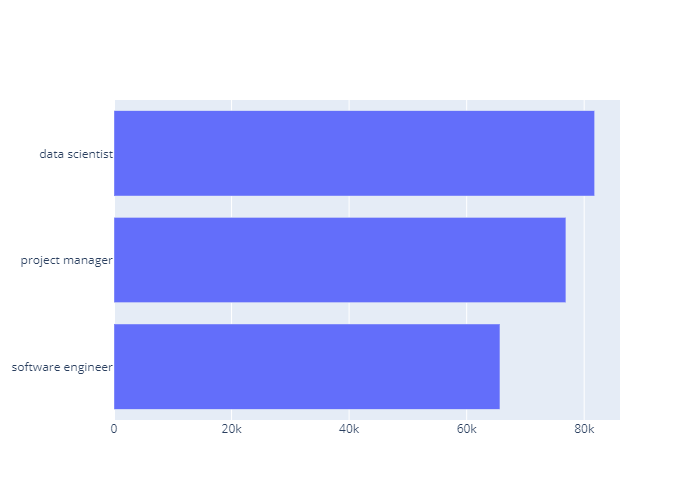 data scientist
project manager
software engineer
0 20k 40k 60k 80k